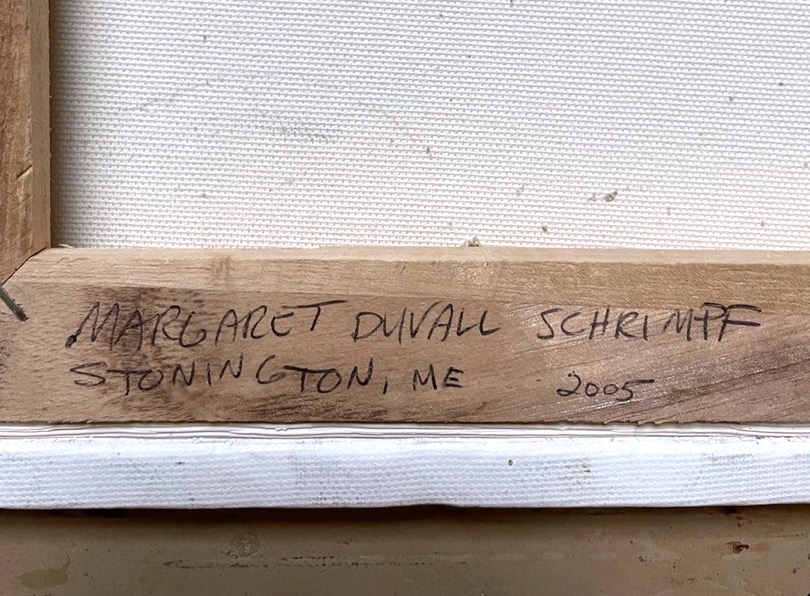 MARGARET DUVALL SCHRIMPF
STONINGTON, ME 2005